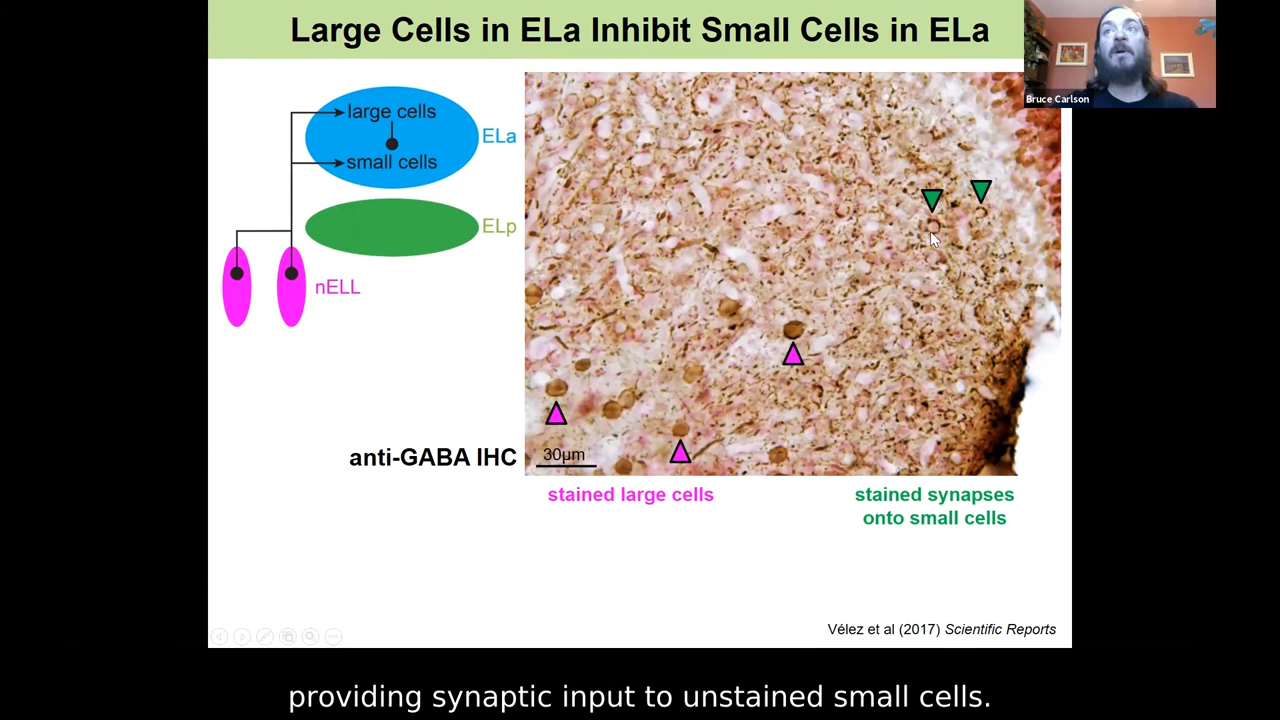 Large Cells in ELa Inhibit Small Cells in ELa
Bruce Carlson
large cells
ELa
small cells
ELp
nELL
anti-GABA IHC
30µm
stained large cells
stained synapses
onto small cells
Vélez et al (2017) Scientific Reports
providing synaptic input to unstained small cells.